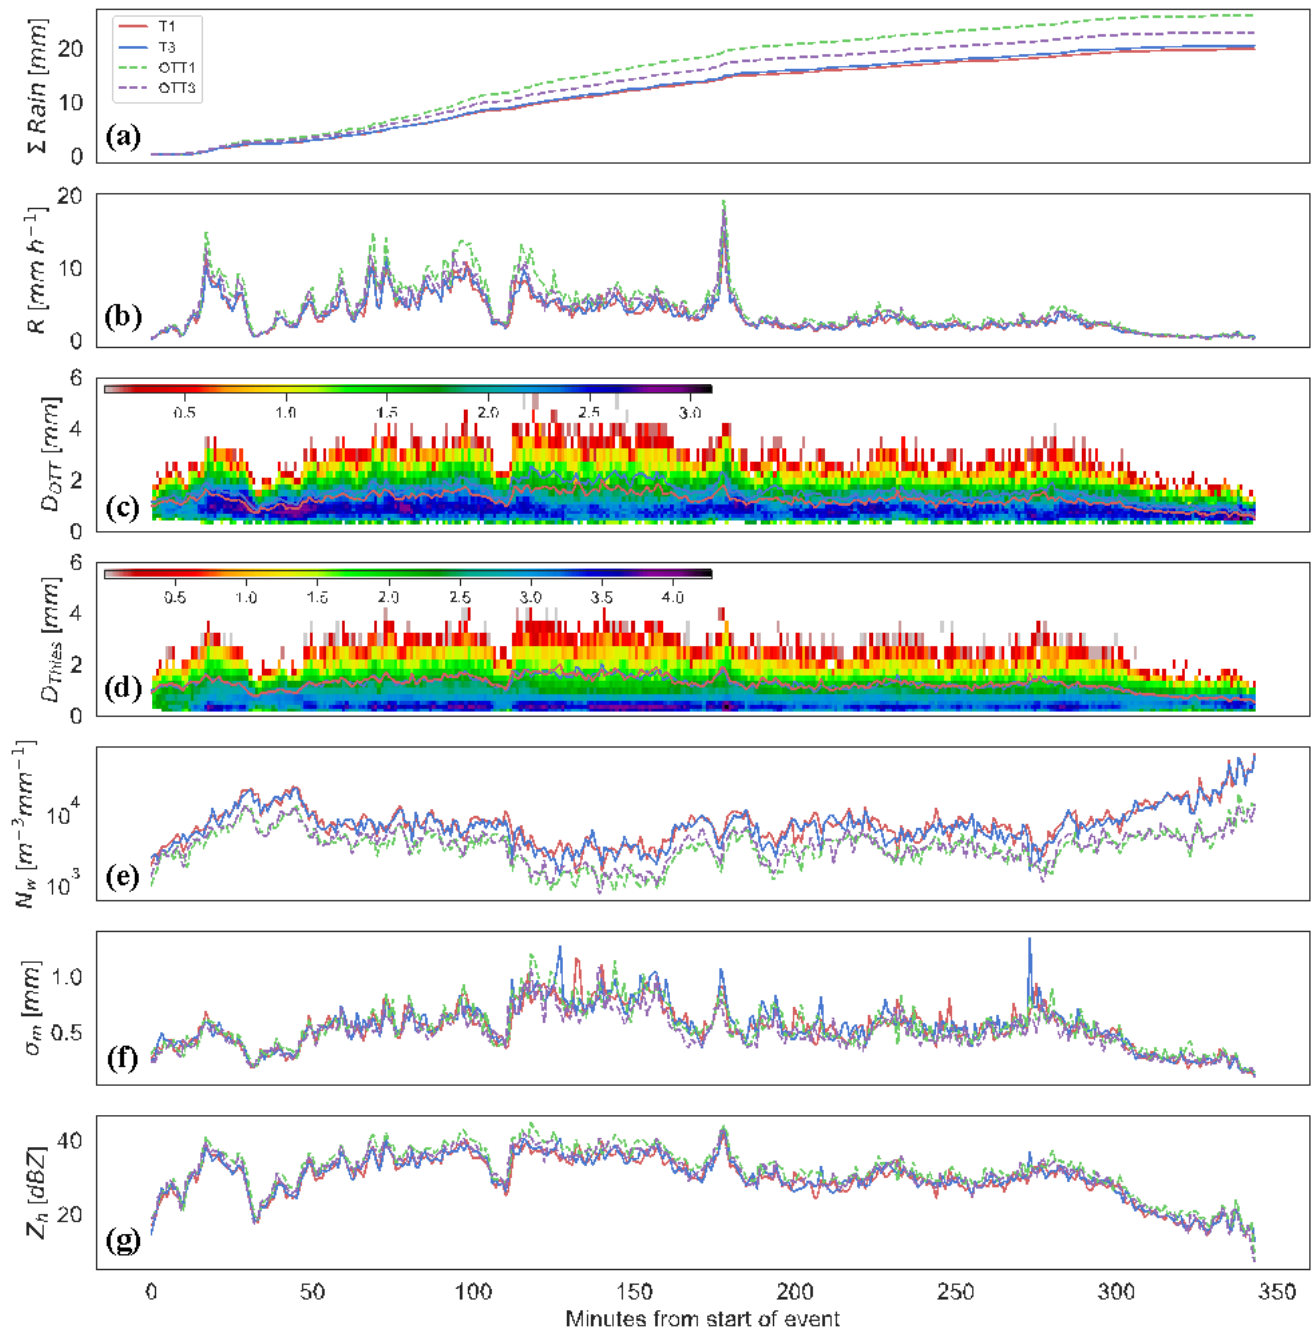 T1
T3
OTT1
OTT3
Σ Rain [mm]
20
10
0
(a)
R [mm h⁻¹]
20
10
0
(b)
D_OTT [mm]
6
4
2
0
0.5 1.0 1.5 2.0 2.5 3.0
(c)
D_Thies [mm]
6
4
2
0
0.5 1.0 1.5 2.0 2.5 3.0 3.5 4.0
(d)
N_w [m⁻³mm⁻¹]
10⁴
10³
(e)
σ_m [mm]
1.0
0.5
(f)
Z_h [dBZ]
40
20
(g)
0 50 100 150 200 250 300 350
Minutes from start of event